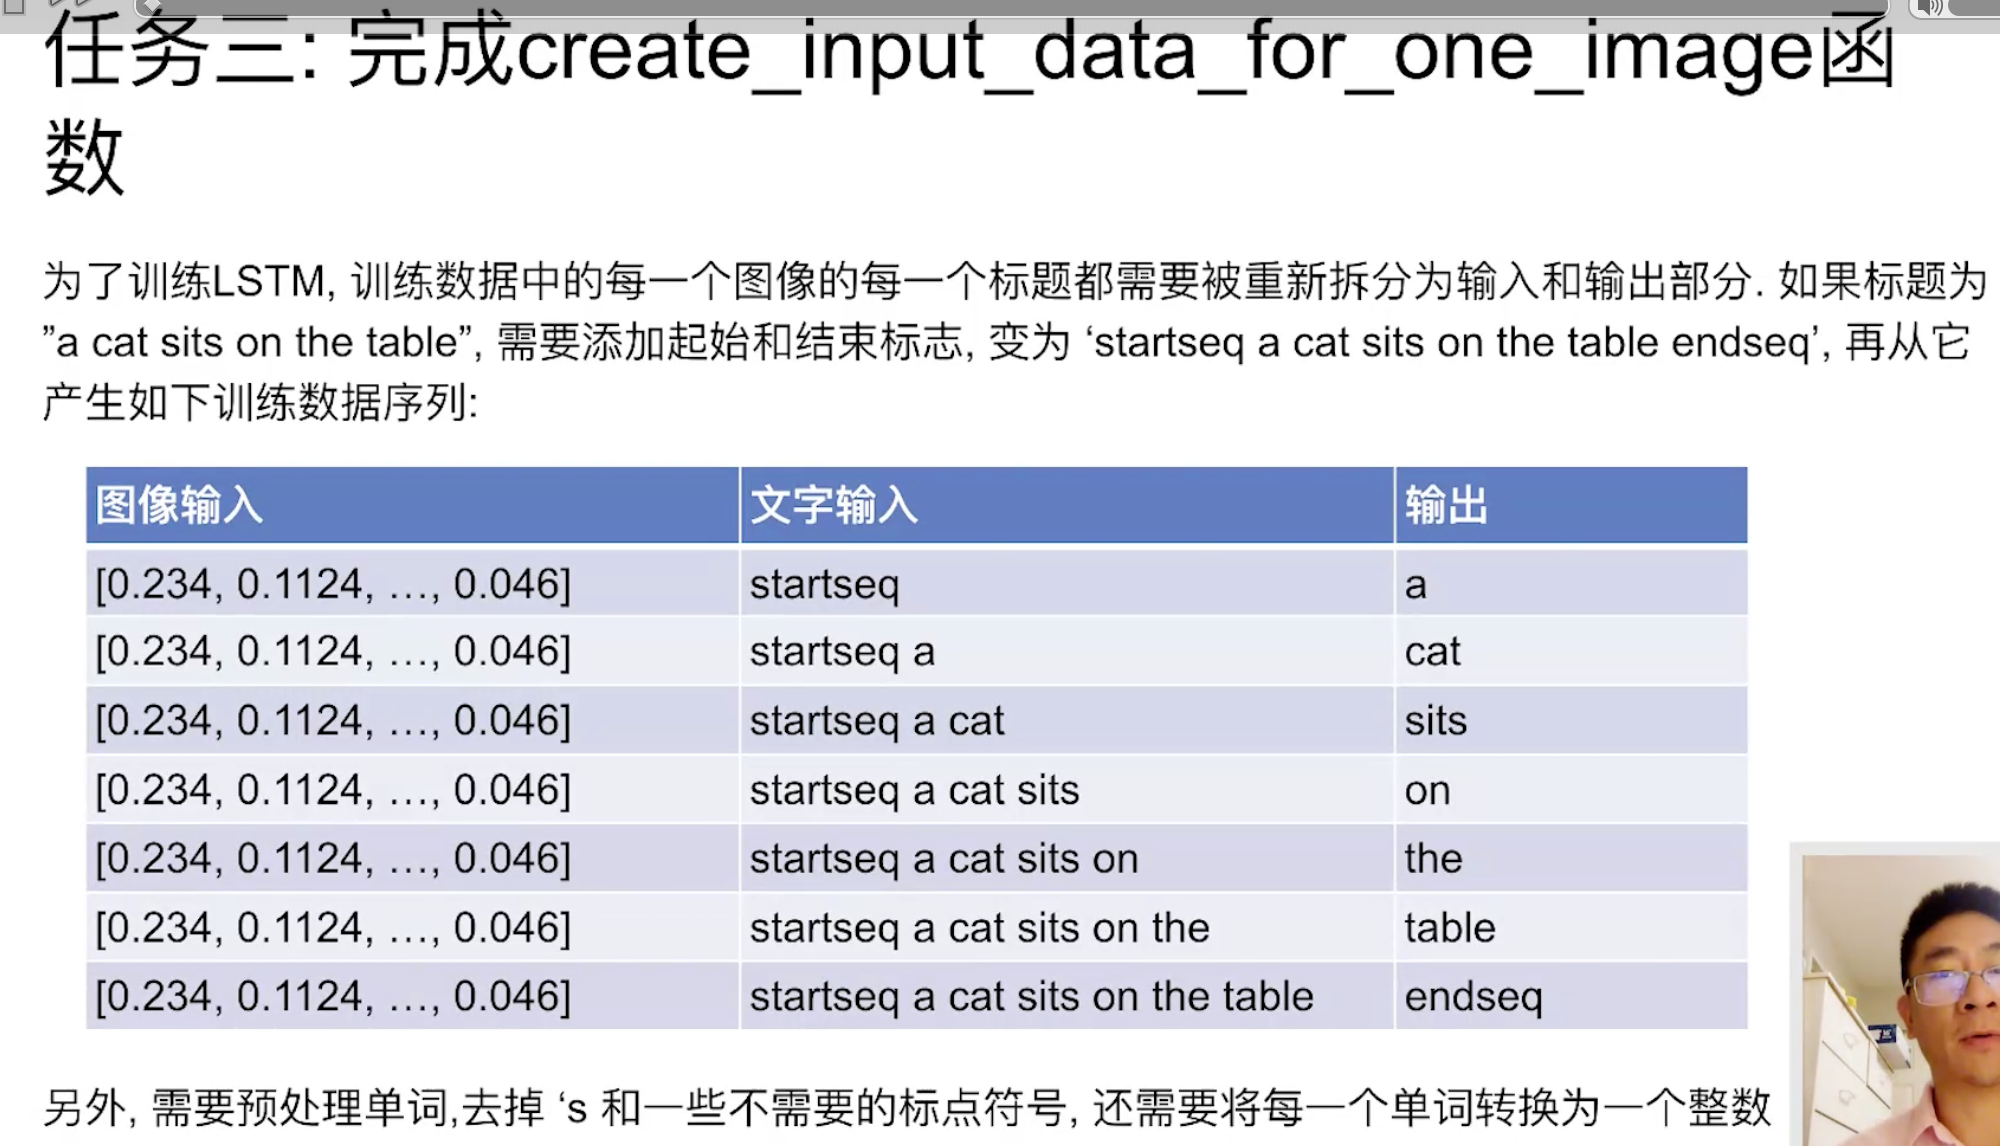 任务三: 完成create_input_data_for_one_image函
数
为了训练LSTM, 训练数据中的每一个图像的每一个标题都需要被重新拆分为输入和输出部分. 如果标题为
”a cat sits on the table”, 需要添加起始和结束标志, 变为 ‘startseq a cat sits on the table endseq’, 再从它
产生如下训练数据序列:
图像输入 文字输入 输出
[0.234, 0.1124, …, 0.046] startseq a
[0.234, 0.1124, …, 0.046] startseq a cat
[0.234, 0.1124, …, 0.046] startseq a cat sits
[0.234, 0.1124, …, 0.046] startseq a cat sits on
[0.234, 0.1124, …, 0.046] startseq a cat sits on the
[0.234, 0.1124, …, 0.046] startseq a cat sits on the table
[0.234, 0.1124, …, 0.046] startseq a cat sits on the table endseq
另外, 需要预处理单词,去掉 ‘s 和一些不需要的标点符号, 还需要将每一个单词转换为一个整数